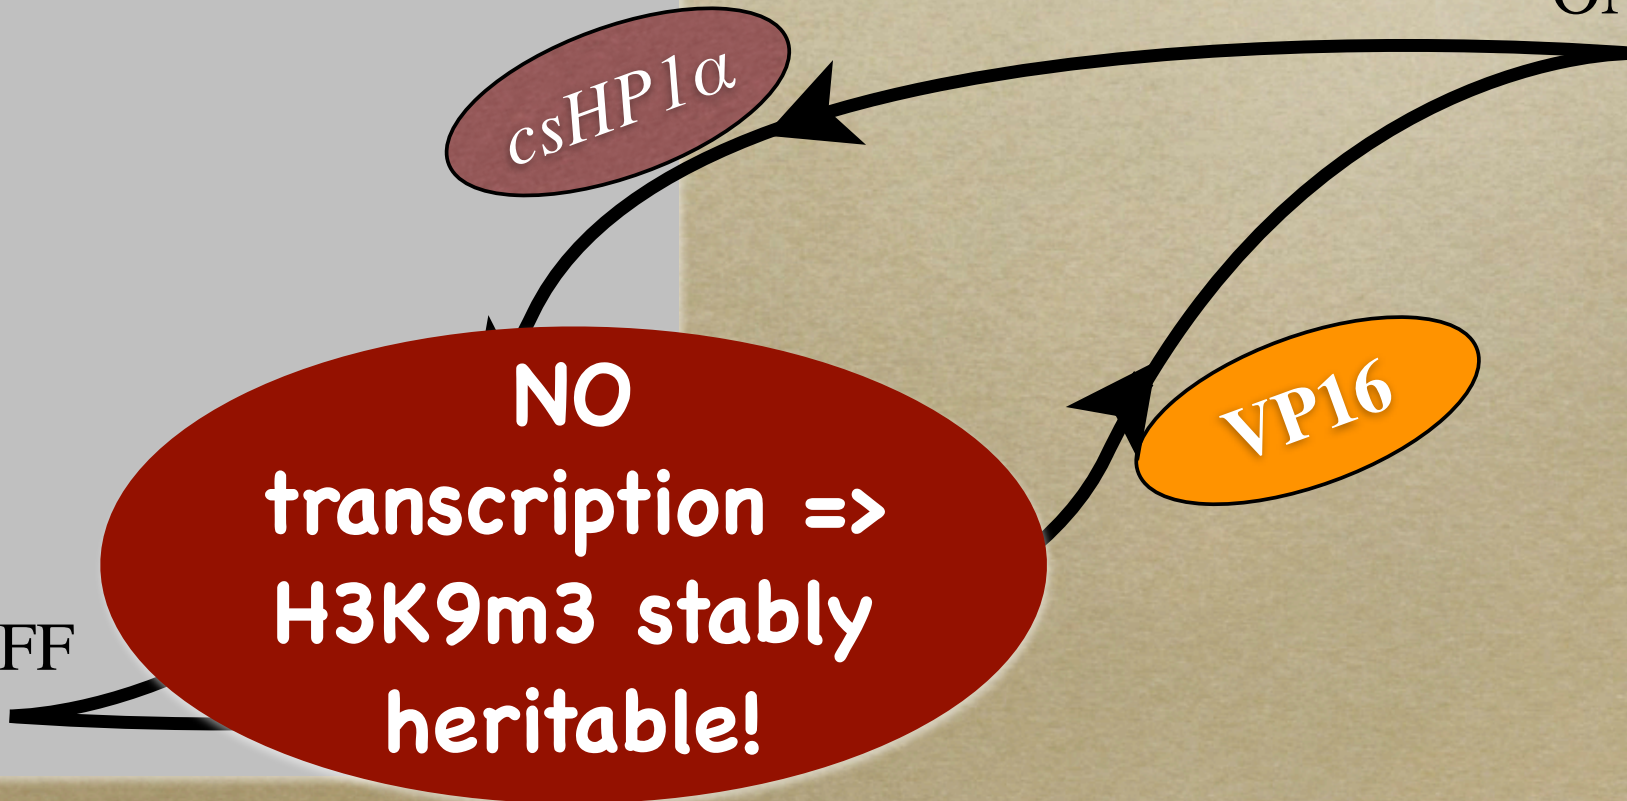 csHP1α
VP16
NO
transcription =>
H3K9m3 stably
heritable!
FF